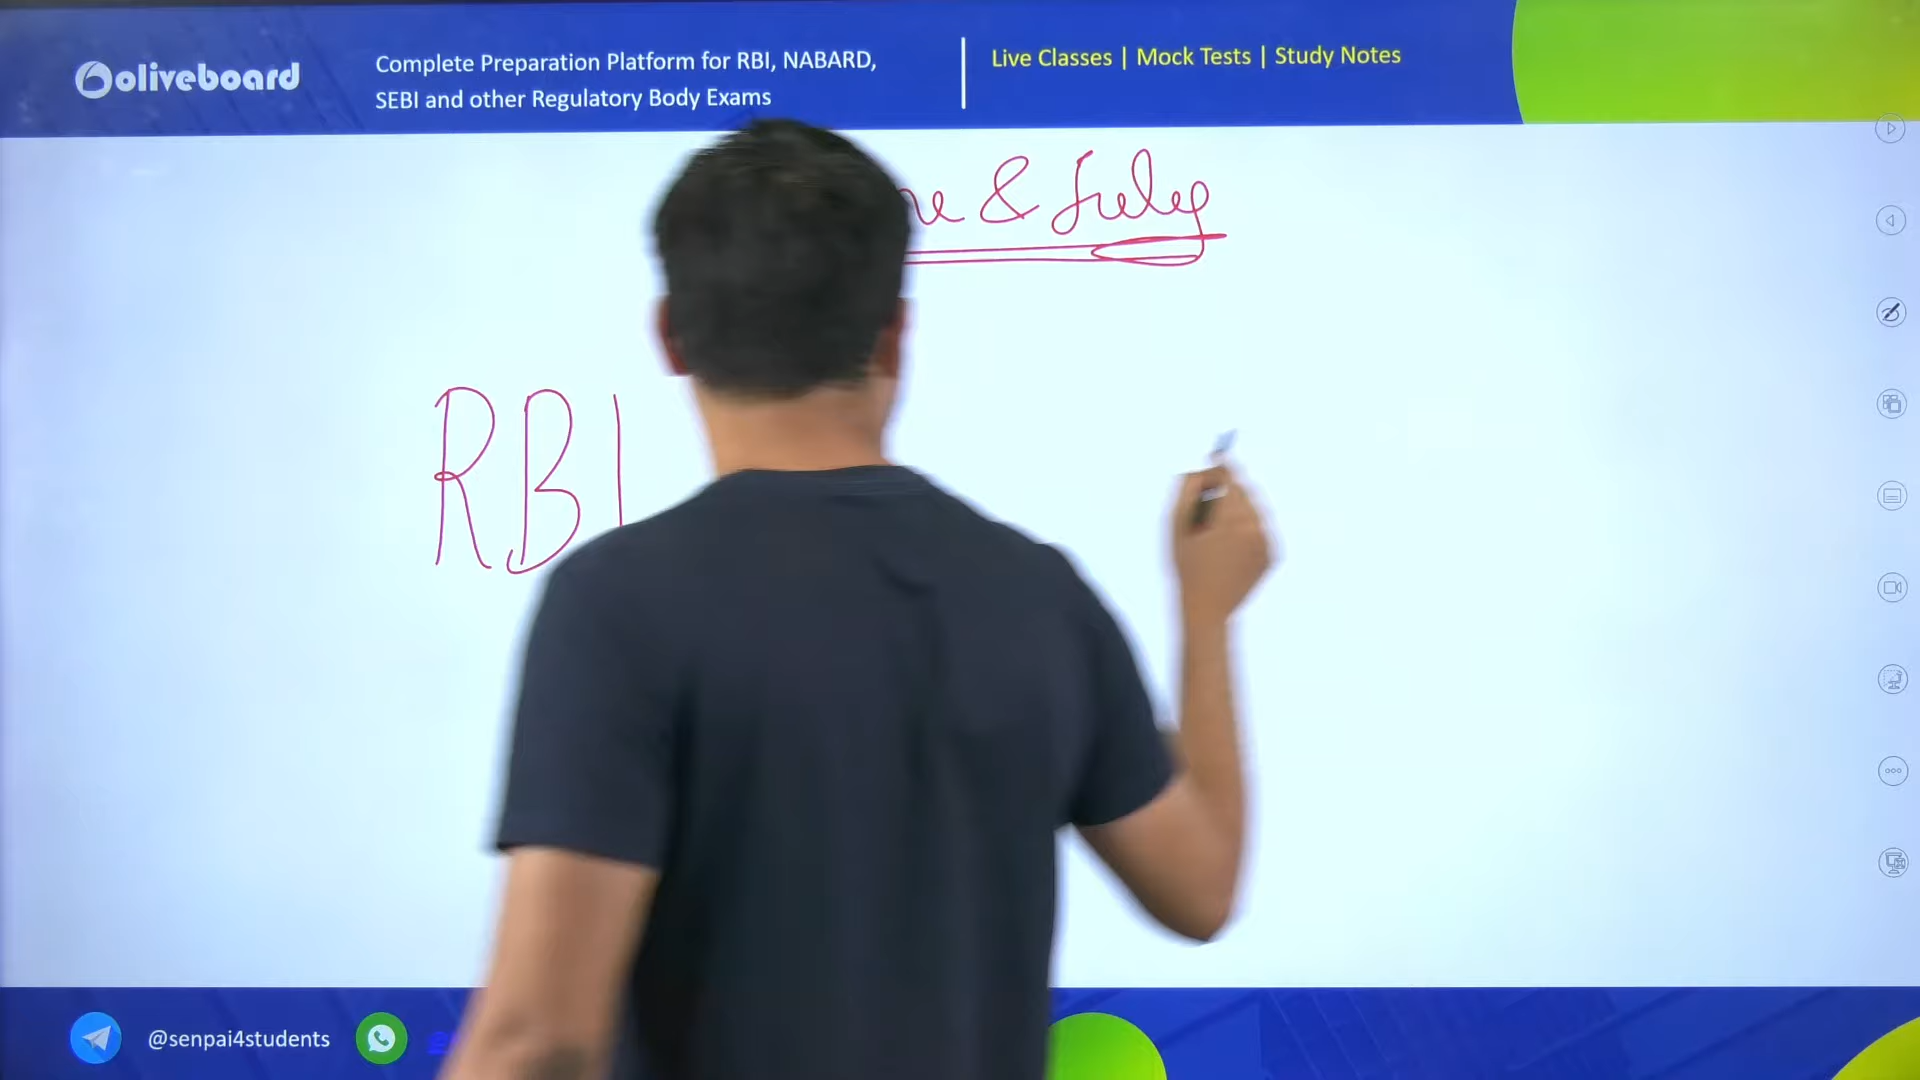 oliveboard
Complete Preparation Platform for RBI, NABARD,
SEBI and other Regulatory Body Exams
Live Classes | Mock Tests | Study Notes
& July
RBI
@senpai4students